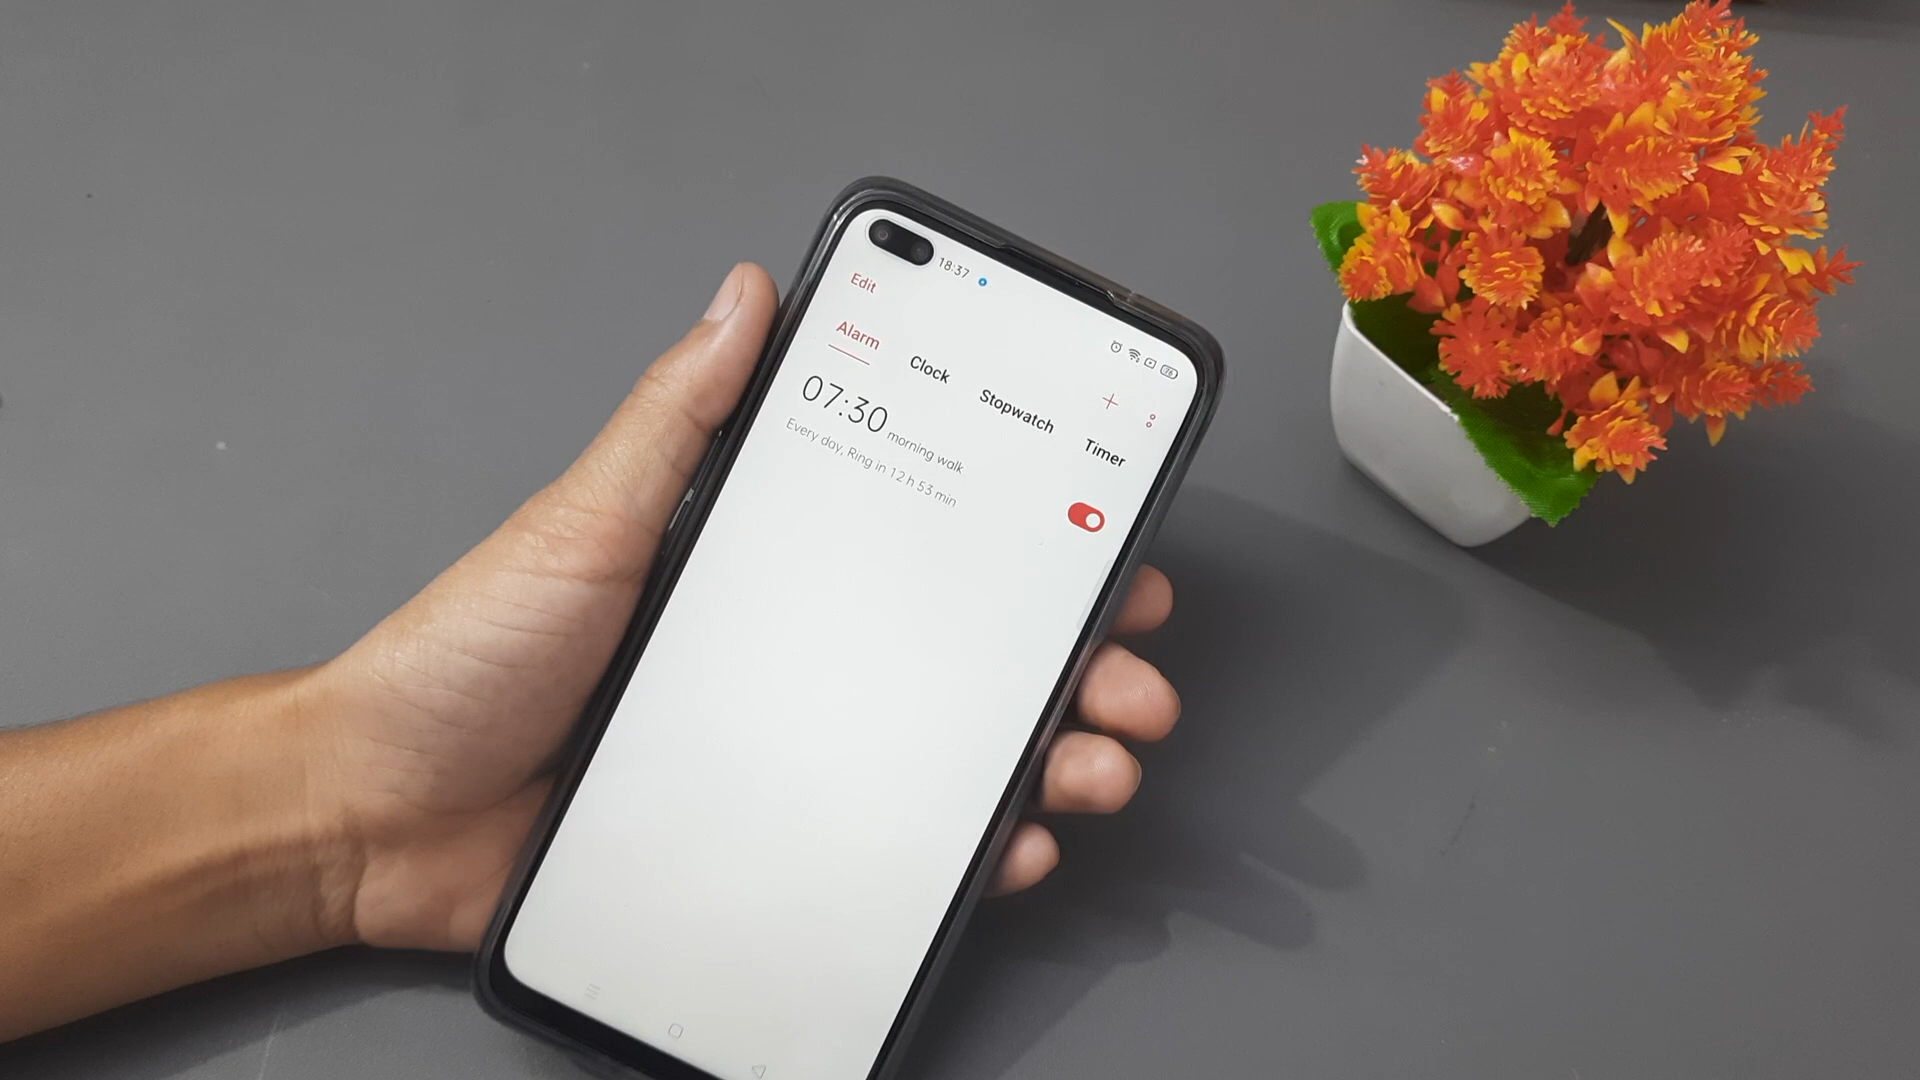 18:37
Edit
Alarm Clock Stopwatch Timer
07:30 morning walk
Every day, Ring in 12 h 53 min